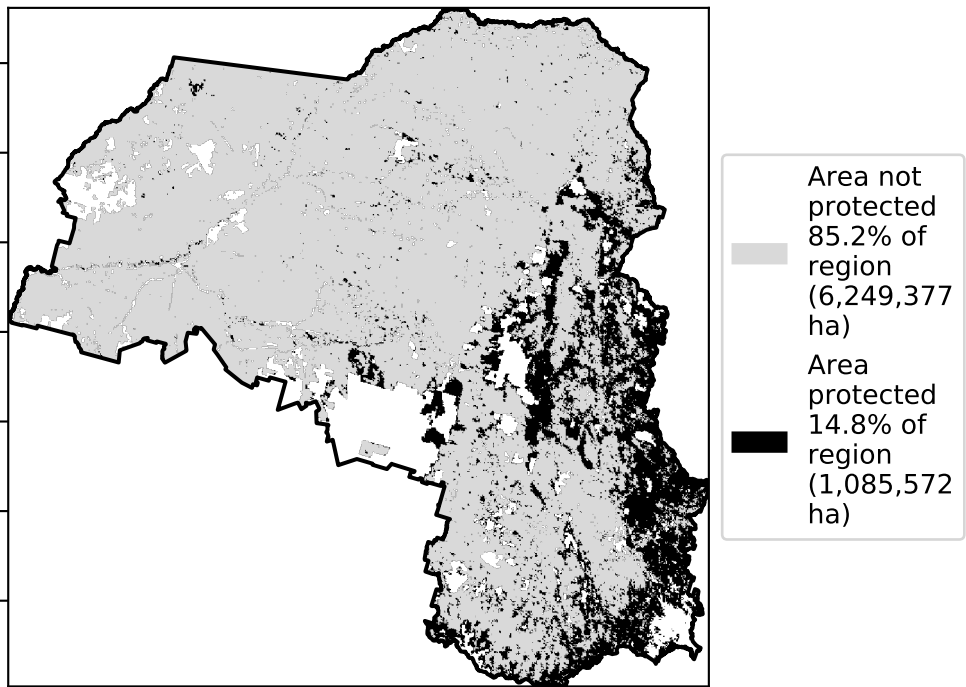 Area not
protected
85.2% of
region
(6,249,377
ha)
Area
protected
14.8% of
region
(1,085,572
ha)